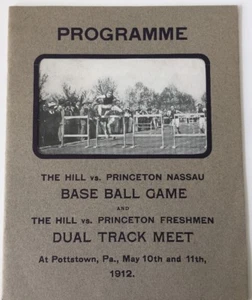 PROGRAMME
THE HILL vs. PRINCETON NASSAU
BASE BALL GAME
AND
THE HILL vs. PRINCETON FRESHMEN
DUAL TRACK MEET
At Pottstown, Pa., May 10th and 11th,
1912.